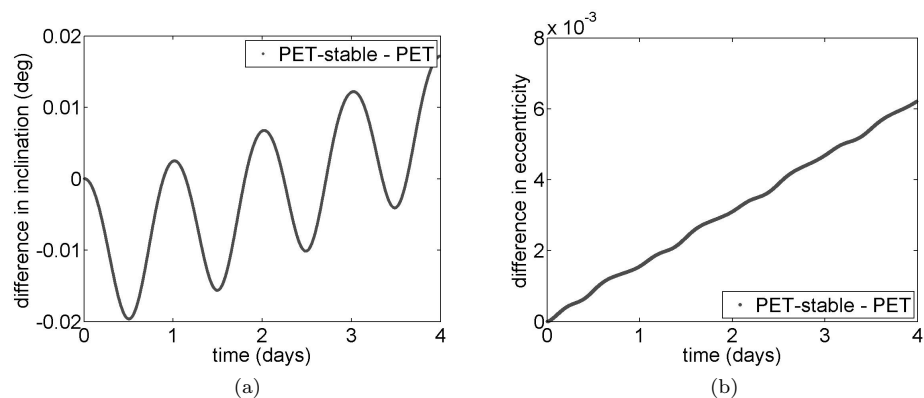 0.02
0.01
0
-0.01
-0.02
0
1
2
3
4
difference in inclination (deg)
time (days)
PET-stable - PET
(a)
8 x 10⁻³
6
4
2
0
0
1
2
3
4
difference in eccentricity
time (days)
PET-stable - PET
(b)